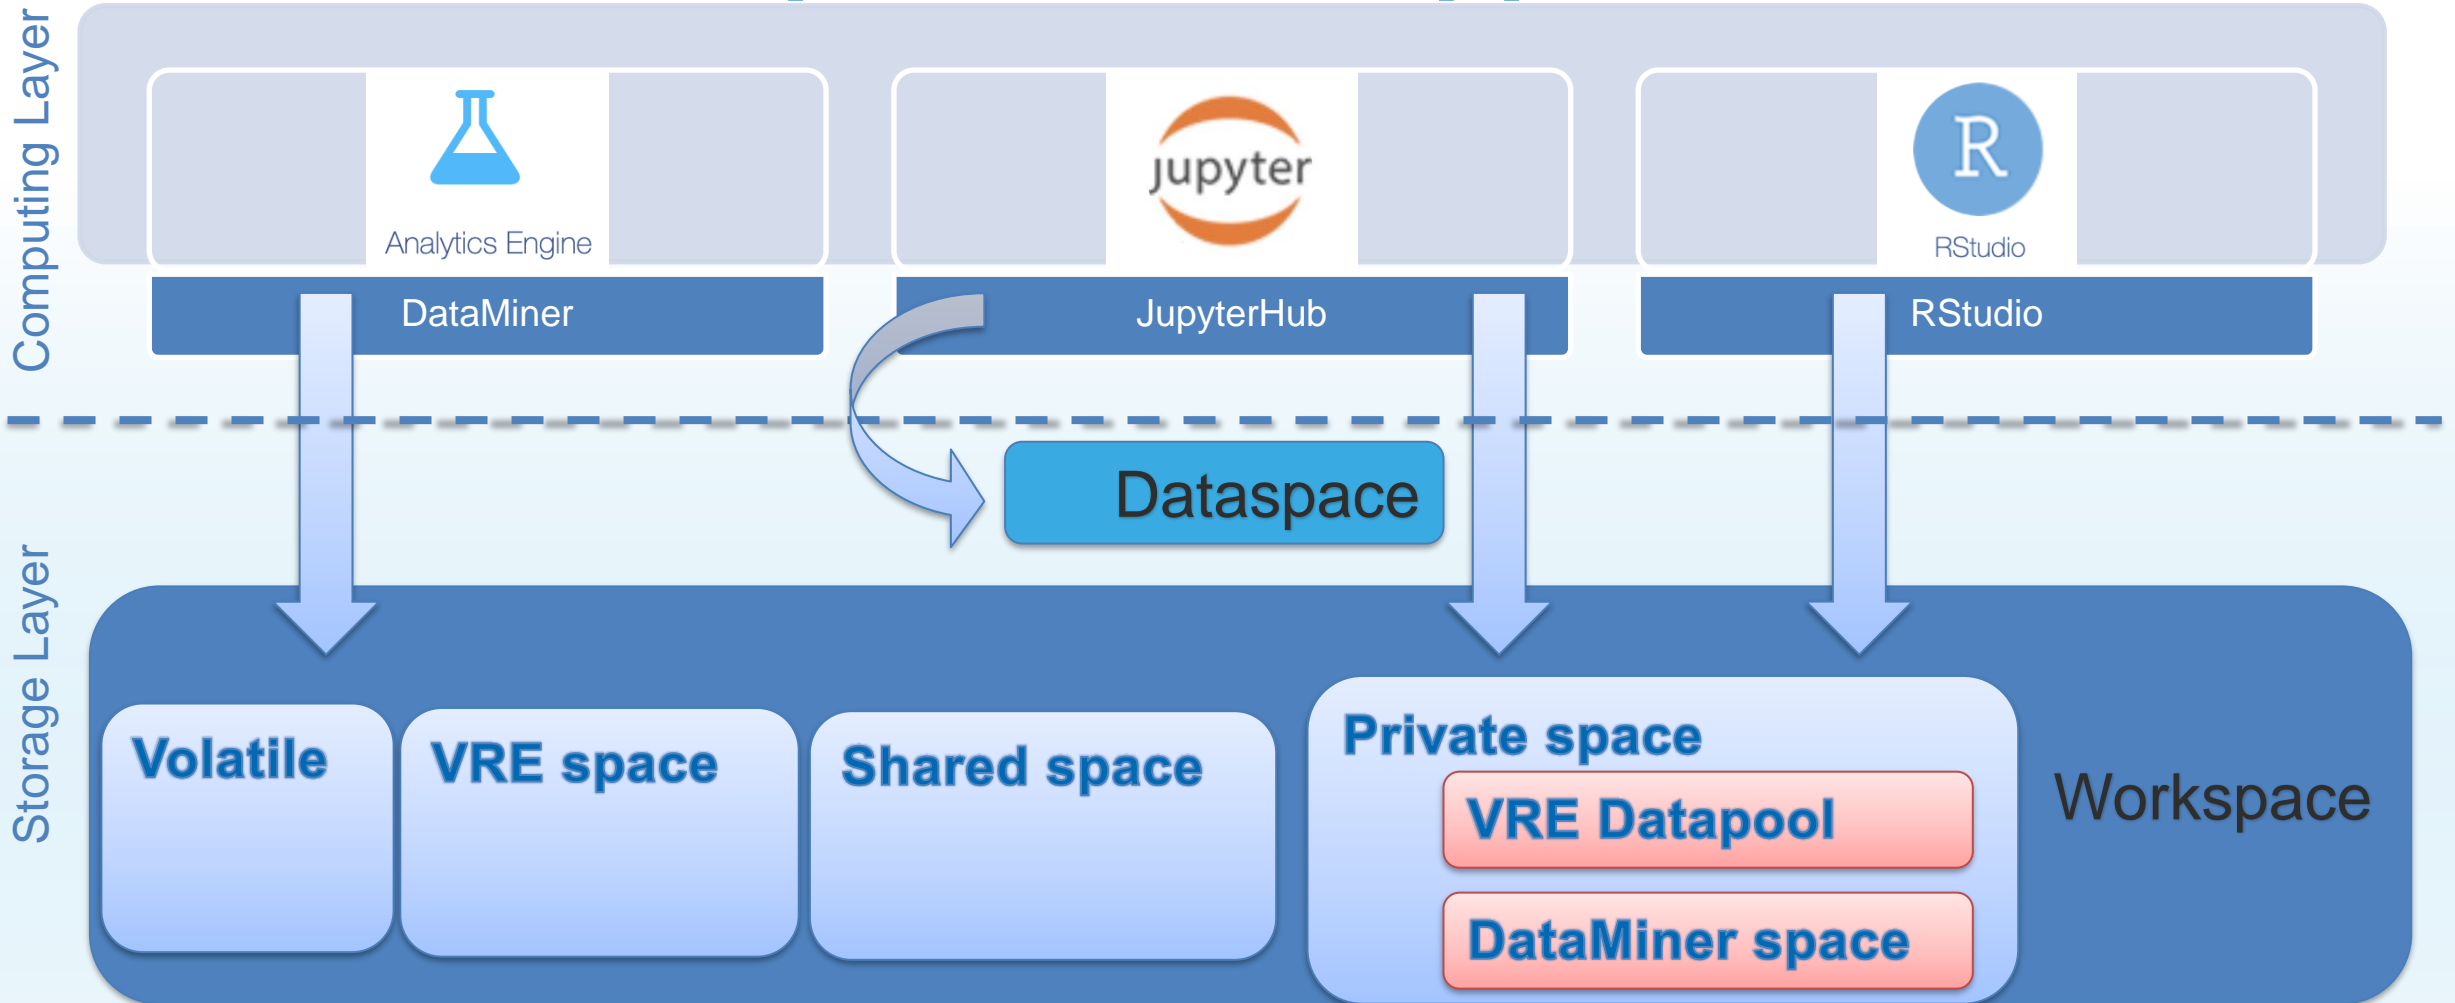 Computing Layer
Analytics Engine
jupyter
R
RStudio
DataMiner
JupyterHub
RStudio
Dataspace
Storage Layer
Volatile
VRE space
Shared space
Private space
VRE Datapool
DataMiner space
Workspace